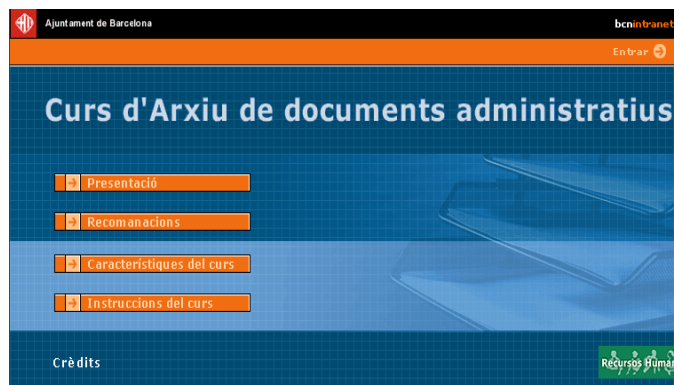 Ajuntament de Barcelona
bcnintranet
Entrar
Curs d'Arxiu de documents administratius
Presentació
Recomanacions
Característiques del curs
Instruccions del curs
Crèdits
Recursos Human